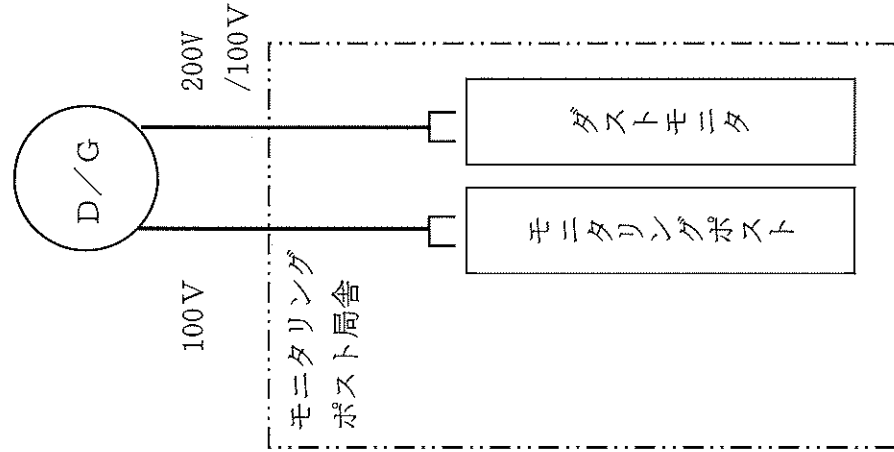 D/G
200V
/100V
100V
モニタリング
ポスト局舎
ダストモニタ
モニタリングポスト